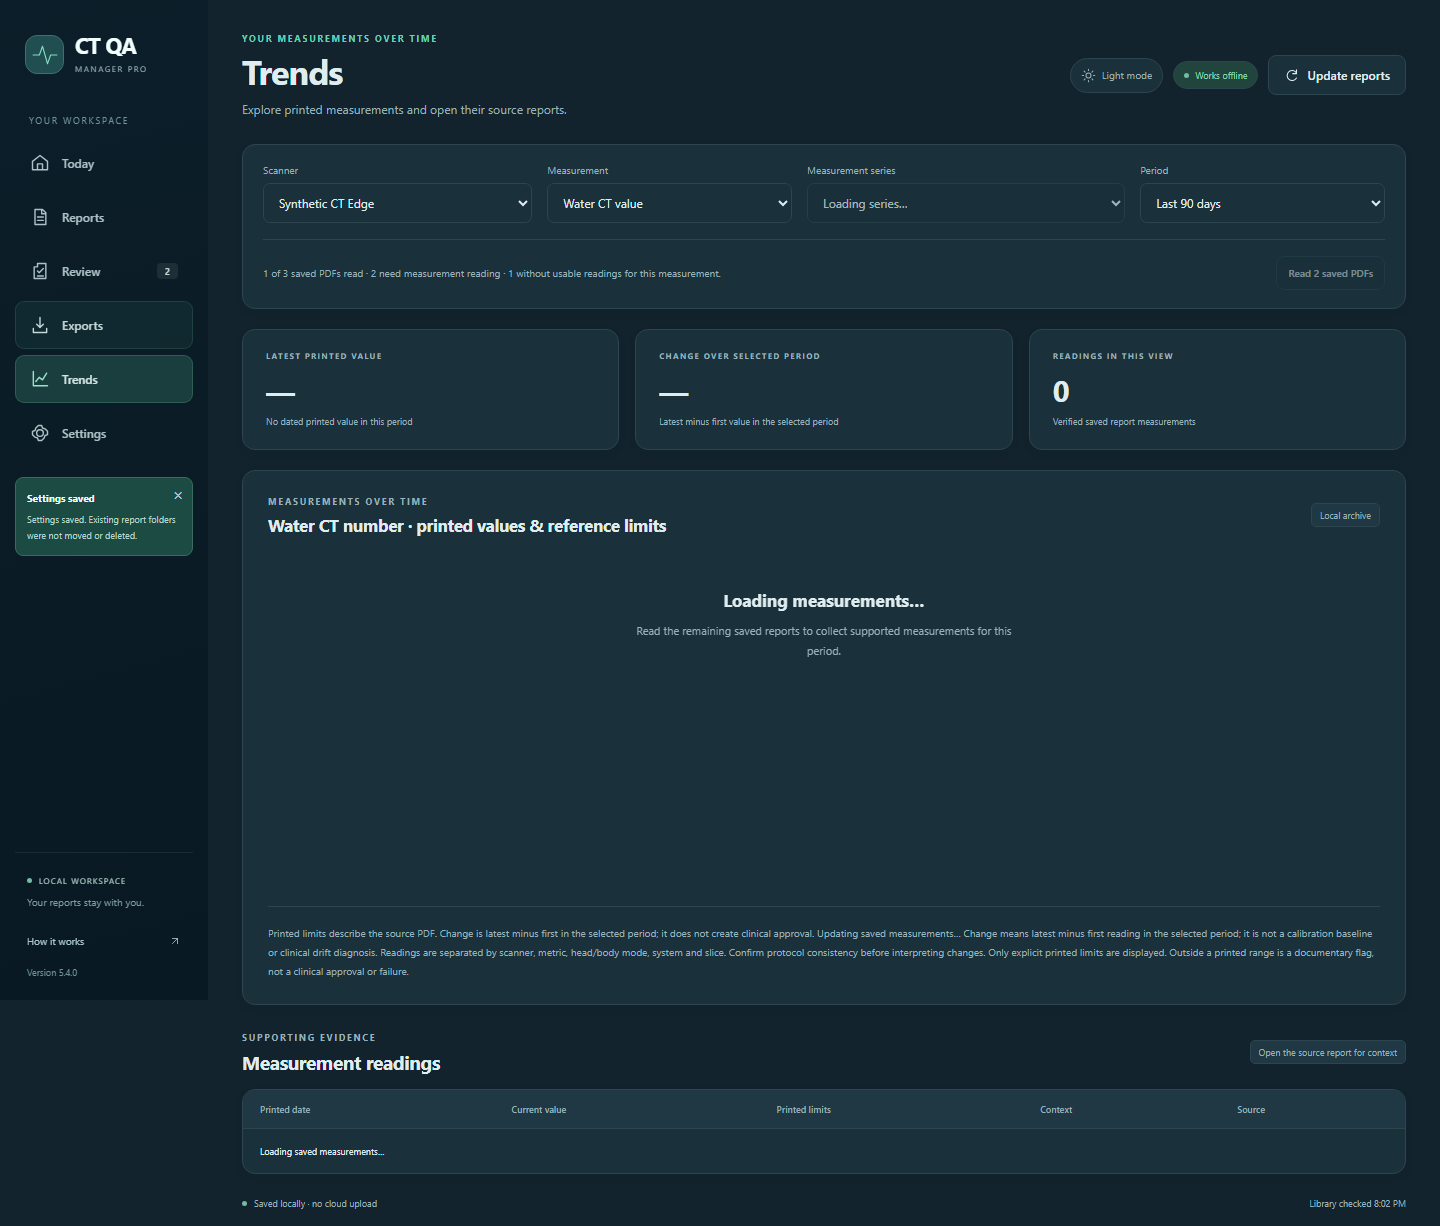 CT QA
MANAGER PRO
YOUR WORKSPACE
Today
Reports
Review 2
Exports
Trends
Settings
Settings saved
Settings saved. Existing report folders
were not moved or deleted.
LOCAL WORKSPACE
Your reports stay with you.
How it works
Version 5.4.0
YOUR MEASUREMENTS OVER TIME
Trends
Explore printed measurements and open their source reports.
Light mode
Works offline
Update reports
Scanner Measurement Measurement series Period
Synthetic CT Edge Water CT value Loading series... Last 90 days
1 of 3 saved PDFs read · 2 need measurement reading · 1 without usable readings for this measurement.
Read 2 saved PDFs
LATEST PRINTED VALUE
—
No dated printed value in this period
CHANGE OVER SELECTED PERIOD
—
Latest minus first value in the selected period
READINGS IN THIS VIEW
0
Verified saved report measurements
MEASUREMENTS OVER TIME
Water CT number · printed values & reference limits
Local archive
Loading measurements...
Read the remaining saved reports to collect supported measurements for this
period.
Printed limits describe the source PDF. Change is latest minus first in the selected period; it does not create clinical approval. Updating saved measurements... Change means latest minus first reading in the selected period; it is not a calibration baseline
or clinical drift diagnosis. Readings are separated by scanner, metric, head/body mode, system and slice. Confirm protocol consistency before interpreting changes. Only explicit printed limits are displayed. Outside a printed range is a documentary flag,
not a clinical approval or failure.
SUPPORTING EVIDENCE
Measurement readings
Open the source report for context
Printed date Current value Printed limits Context Source
Loading saved measurements...
Saved locally · no cloud upload
Library checked 8:02 PM